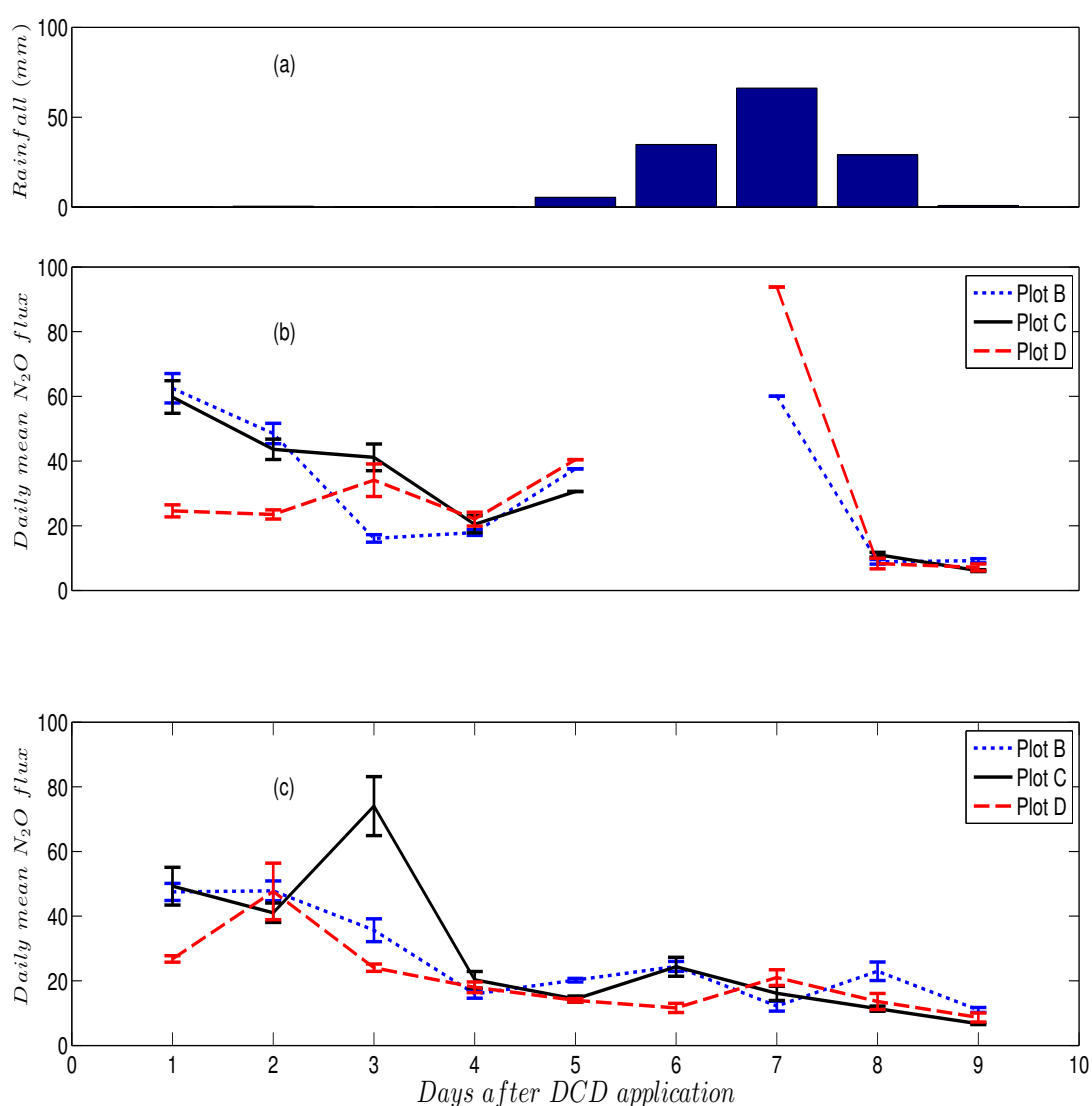 100
50
0
Rainfall (mm)
(a)
100
80
60
40
20
0
Daily mean N₂O flux
(b)
Plot B
Plot C
Plot D
100
80
60
40
20
0
Daily mean N₂O flux
(c)
Plot B
Plot C
Plot D
0 1 2 3 4 5 6 7 8 9 10
Days after DCD application